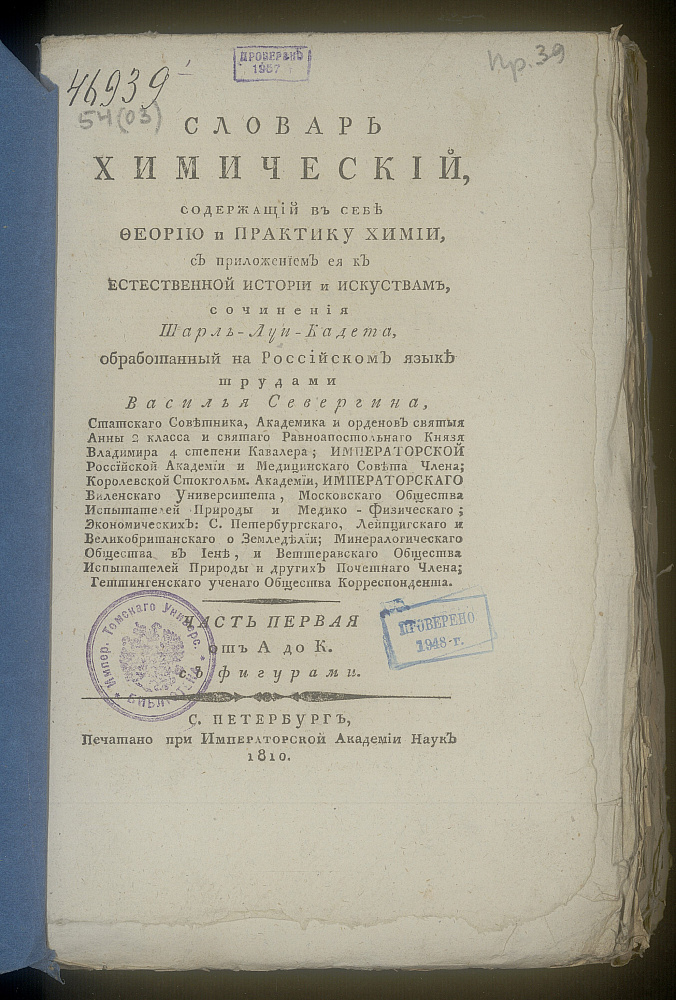 46939
54(03)
ПРОВЕРЕНО
1957
Пр. 39
СЛОВАРЬ
ХИМИЧЕСКІЙ,
СОДЕРЖАЩІЙ ВЪ СЕБѢ
ѲЕОРІЮ и ПРАКТИКУ ХИМІИ,
съ приложеніемЪ ея къ
ЕСТЕСТВЕННОЙ ИСТОРІИ и ИСКУСТВАМЪ,
сочиненія
Шарль-Луи-Кадета,
обработанный на РоссійскомЪ языкѣ
трудами
Василья Севергина,
Статскаго Совѣтника, Академика и орденовЪ святыя
Анны 2 класса и святаго Равноапостольнаго Князя
Владимира 4 степени Кавалера; ИМПЕРАТОРСКОЙ
Россійской Академіи и Медицинскаго Совѣта Члена;
Королевской Стокгольм. Академіи, ИМПЕРАТОРСКАГО
Виленскаго Университета, Московскаго Общества
Испытателей Природы и Медико-Физическаго;
ЭкономическихЪ: С. Петербургскаго, Лейпцигскаго и
Великобританскаго о Земледѣліи; Минералогическаго
Общества въ Іенѣ, и Веттеравскаго Общества
Испытателей Природы и другихЪ Почетнаго Члена;
Геттингенскаго ученаго Общества Корреспондента.
ЧАСТЬ ПЕРВАЯ
отъ А до К.
съ фигурами.
Импер. Томскаго Универс.
БИБЛІОТЕКА
ПРОВЕРЕНО
1948 г.
С. ПЕТЕРБУРГЪ,
Печатано при ИМПЕРАТОРСКОЙ Академіи НаукЪ
1810.